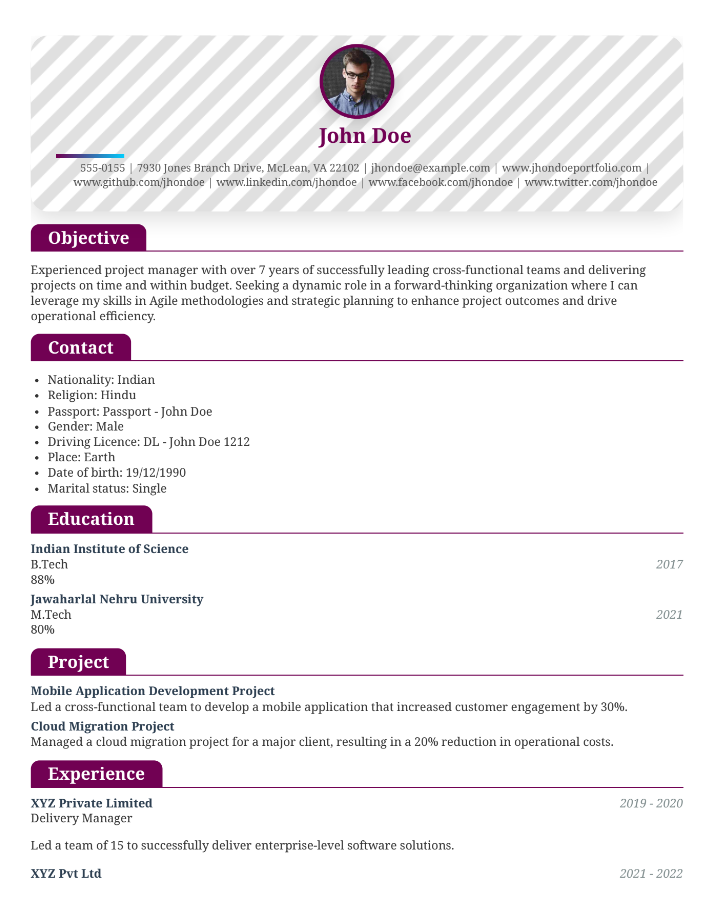 John Doe
555-0155 | 7930 Jones Branch Drive, McLean, VA 22102 | jhondoe@example.com | www.jhondoeportfolio.com |
www.github.com/jhondoe | www.linkedin.com/jhondoe | www.facebook.com/jhondoe | www.twitter.com/jhondoe
Objective
Experienced project manager with over 7 years of successfully leading cross-functional teams and delivering
projects on time and within budget. Seeking a dynamic role in a forward-thinking organization where I can
leverage my skills in Agile methodologies and strategic planning to enhance project outcomes and drive
operational efficiency.
Contact
• Nationality: Indian
• Religion: Hindu
• Passport: Passport - John Doe
• Gender: Male
• Driving Licence: DL - John Doe 1212
• Place: Earth
• Date of birth: 19/12/1990
• Marital status: Single
Education
Indian Institute of Science
B.Tech 2017
88%
Jawaharlal Nehru University
M.Tech 2021
80%
Project
Mobile Application Development Project
Led a cross-functional team to develop a mobile application that increased customer engagement by 30%.
Cloud Migration Project
Managed a cloud migration project for a major client, resulting in a 20% reduction in operational costs.
Experience
XYZ Private Limited 2019 - 2020
Delivery Manager
Led a team of 15 to successfully deliver enterprise-level software solutions.
XYZ Pvt Ltd 2021 - 2022